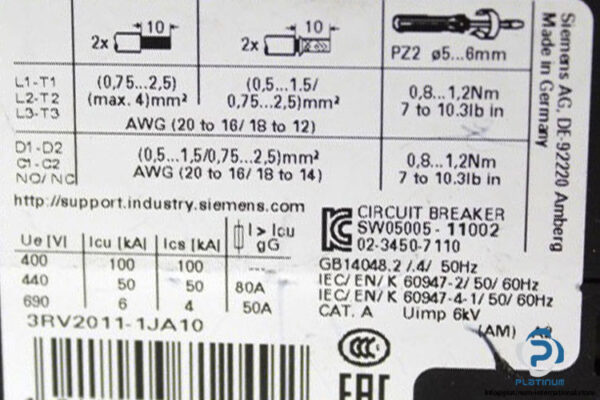 10
10
2x
2x
PZ2 ø5...6mm
L1-T1
L2-T2
L3-T3
(0,75...2,5)
(max. 4)mm²
(0,5...1.5/
0,75...2,5)mm²
0,8...1,2Nm
7 to 10.3lb in
AWG (20 to 16/ 18 to 12)
D1-D2
C1-C2
NO/ NC
(0,5...1,5/0,75...2,5)mm²
AWG (20 to 16/ 18 to 14)
0,8...1,2Nm
7 to 10.3lb in
Siemens AG, DE-92220 Amberg
Made in Germany
http://support.industry.siemens.com
Ue [V] Icu [kA] Ics [kA] I > Icu
gG
400 100 100 ---
440 50 50 80A
690 6 4 50A
3RV2011-1JA10
CIRCUIT BREAKER
SW05005-11002
02-3450-7110
GB14048.2 /.4/ 50Hz
IEC/ EN/ K 60947-2/ 50/ 60Hz
IEC/ EN/ K 60947-4-1/ 50/ 60Hz
CAT. A Uimp 6kV
(AM)
CCC
EAC
PLATINUM